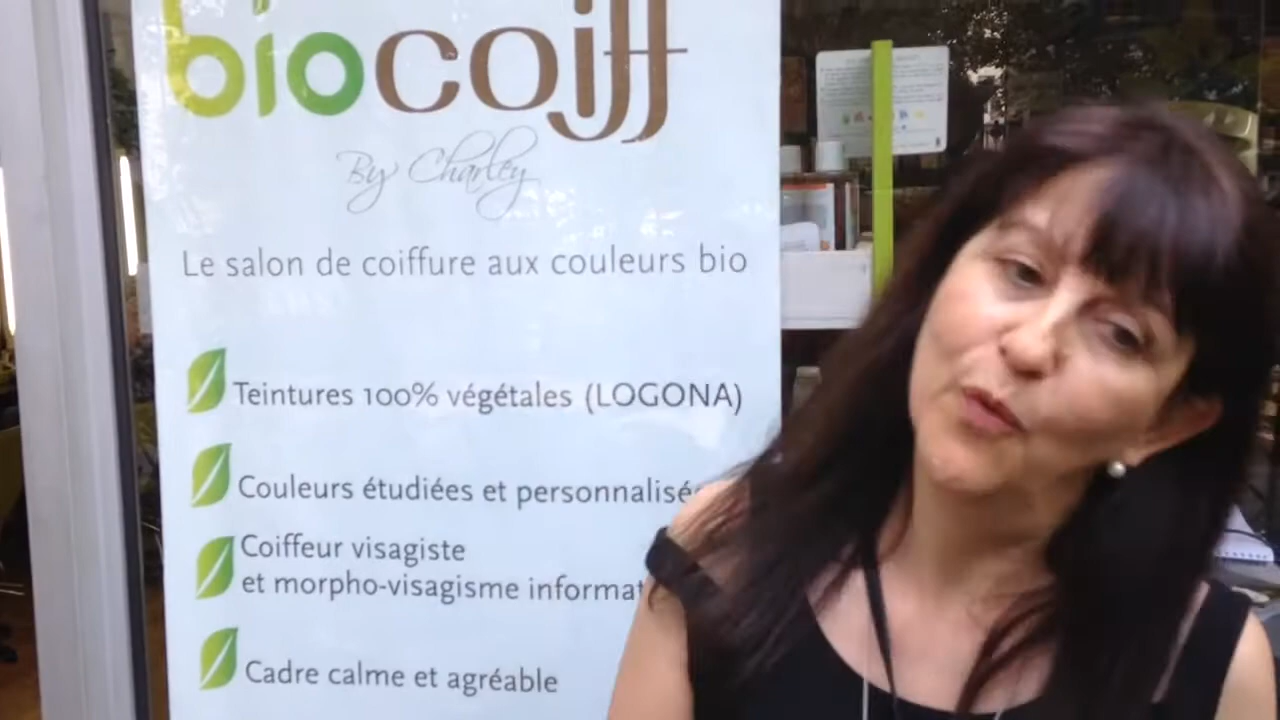 biocoiff
By Charley
Le salon de coiffure aux couleurs bio
Teintures 100% végétales (LOGONA)
Couleurs étudiées et personnalisé
Coiffeur visagiste
et morpho-visagisme informat
Cadre calme et agréable